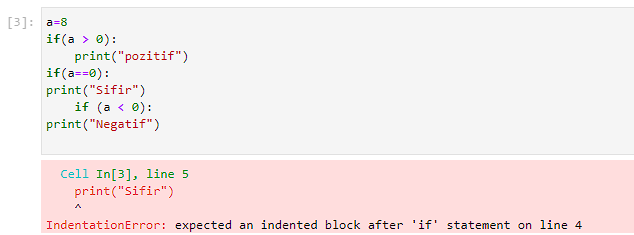 [3]: a=8
if(a > 0):
    print("pozitif")
if(a==0):
print("Sifir")
    if (a < 0):
print("Negatif")
  Cell In[3], line 5
    print("Sifir")
    ^
IndentationError: expected an indented block after 'if' statement on line 4